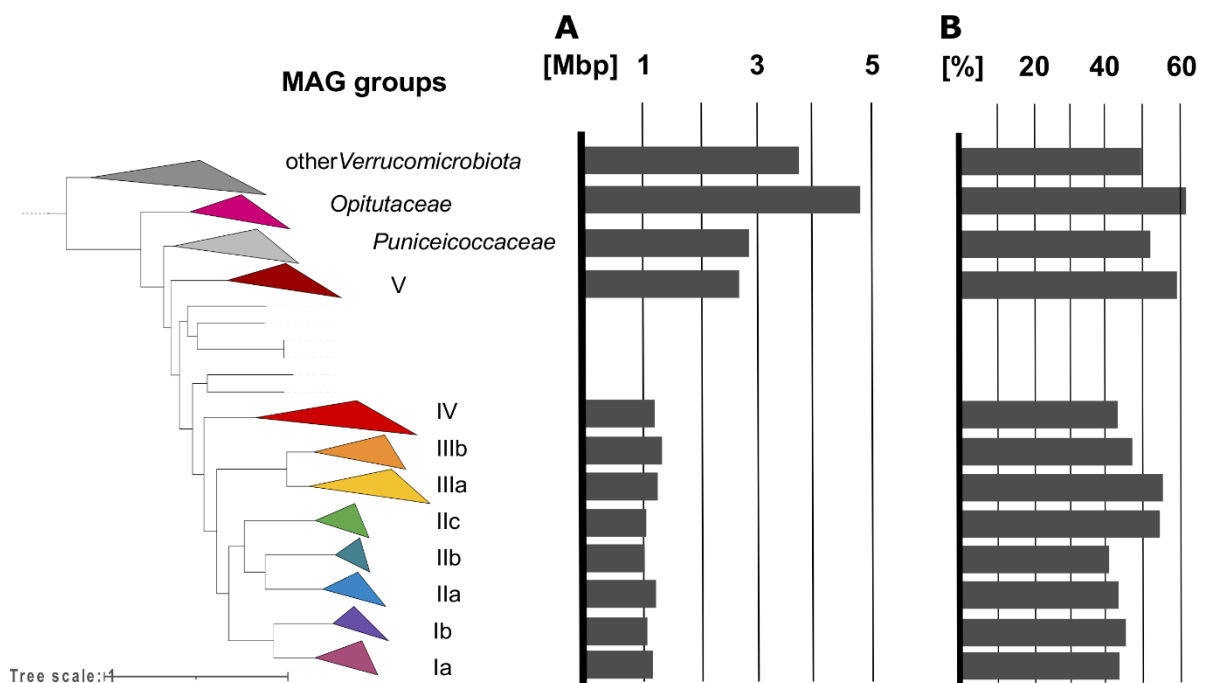 A B
[Mbp] 1 3 5 [%] 20 40 60
MAG groups
otherVerrucomicrobiota
Opitutaceae
Puniceicoccaceae
V
IV
IIIb
IIIa
IIc
IIb
IIa
Ib
Ia
Tree scale: 1